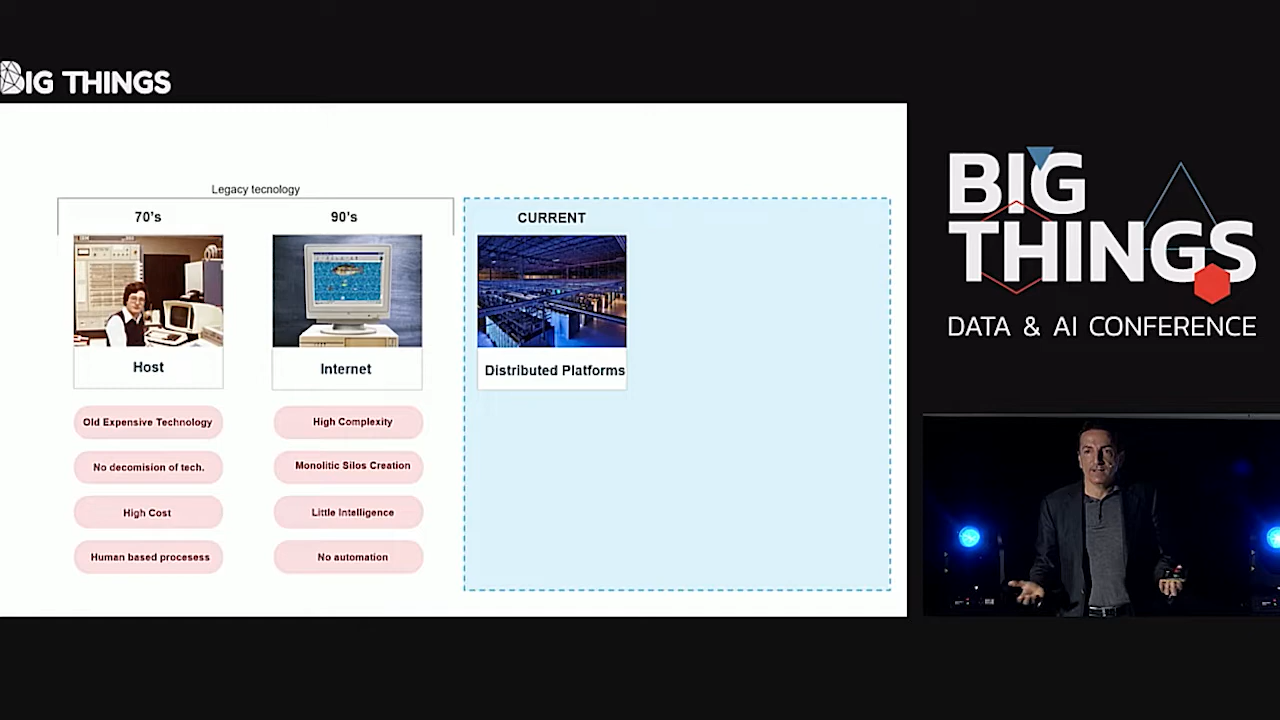 BIG THINGS
Legacy tecnology
70's
90's
CURRENT
Host
Internet
Distributed Platforms
Old Expensive Technology
High Complexity
No decomision of tech.
Monolitic Silos Creation
High Cost
Little Intelligence
Human based procesess
No automation
BIG
THINGS
DATA & AI CONFERENCE